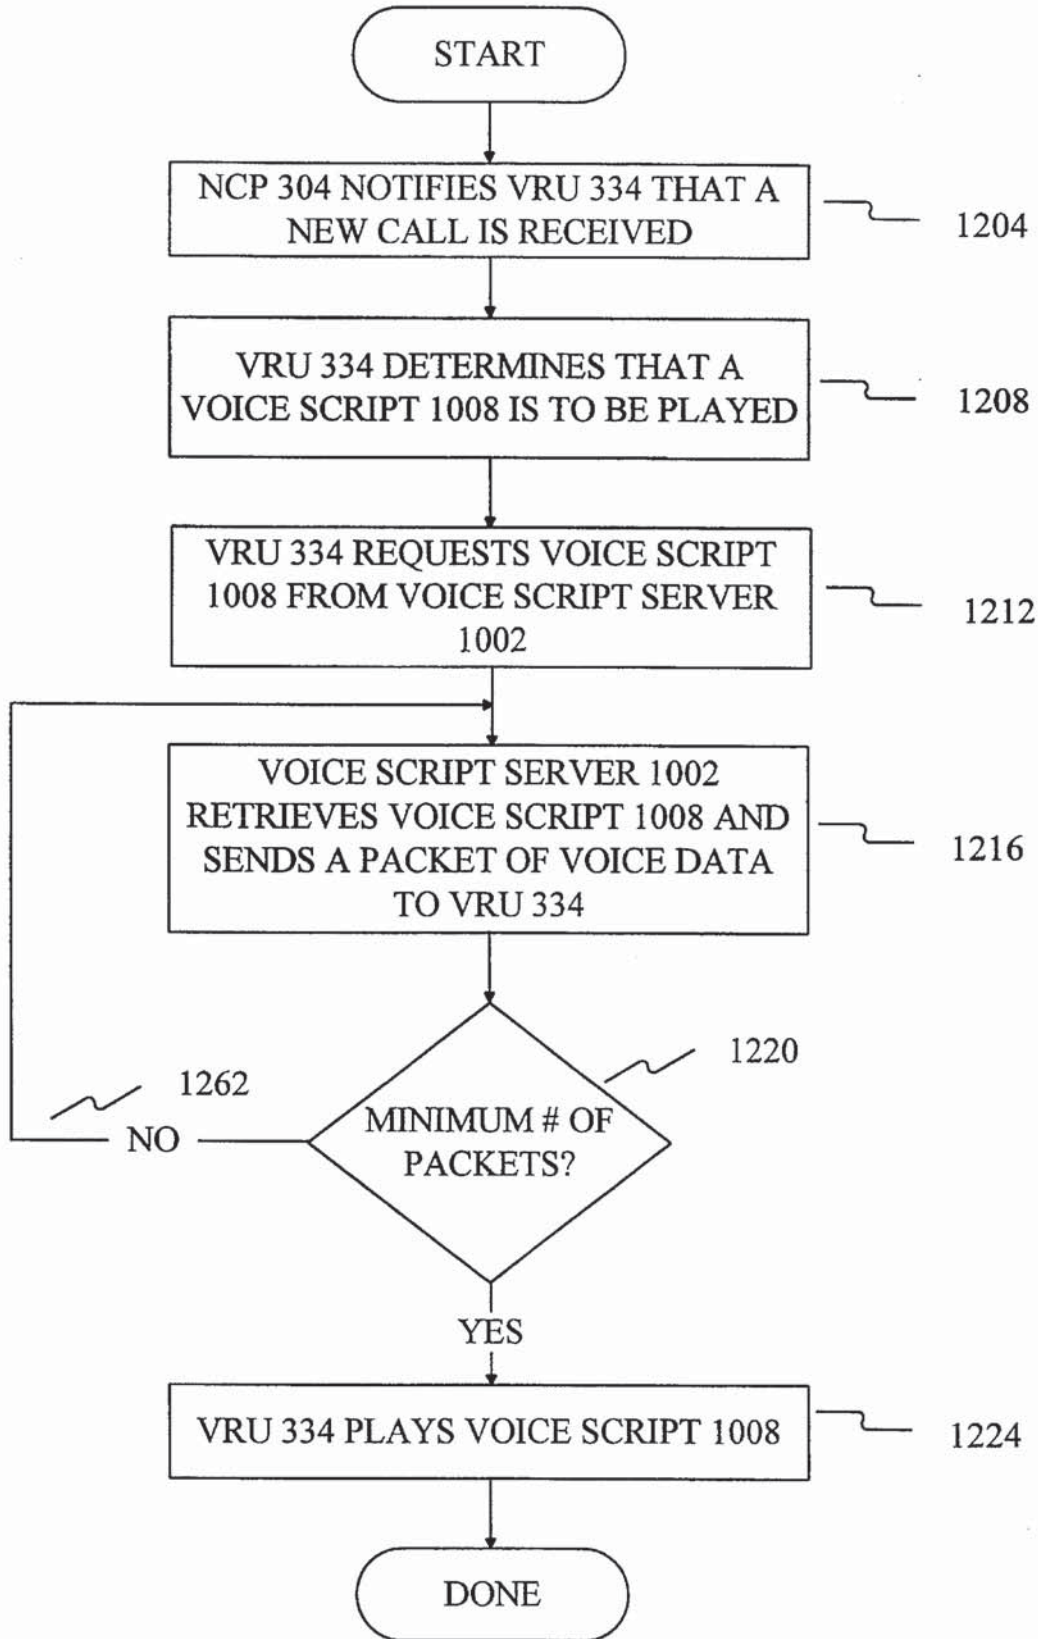 START
NCP 304 NOTIFIES VRU 334 THAT A
NEW CALL IS RECEIVED
1204
VRU 334 DETERMINES THAT A
VOICE SCRIPT 1008 IS TO BE PLAYED
1208
VRU 334 REQUESTS VOICE SCRIPT
1008 FROM VOICE SCRIPT SERVER
1002
1212
VOICE SCRIPT SERVER 1002
RETRIEVES VOICE SCRIPT 1008 AND
SENDS A PACKET OF VOICE DATA
TO VRU 334
1216
1220
1262
MINIMUM # OF
PACKETS?
NO
YES
VRU 334 PLAYS VOICE SCRIPT 1008
1224
DONE